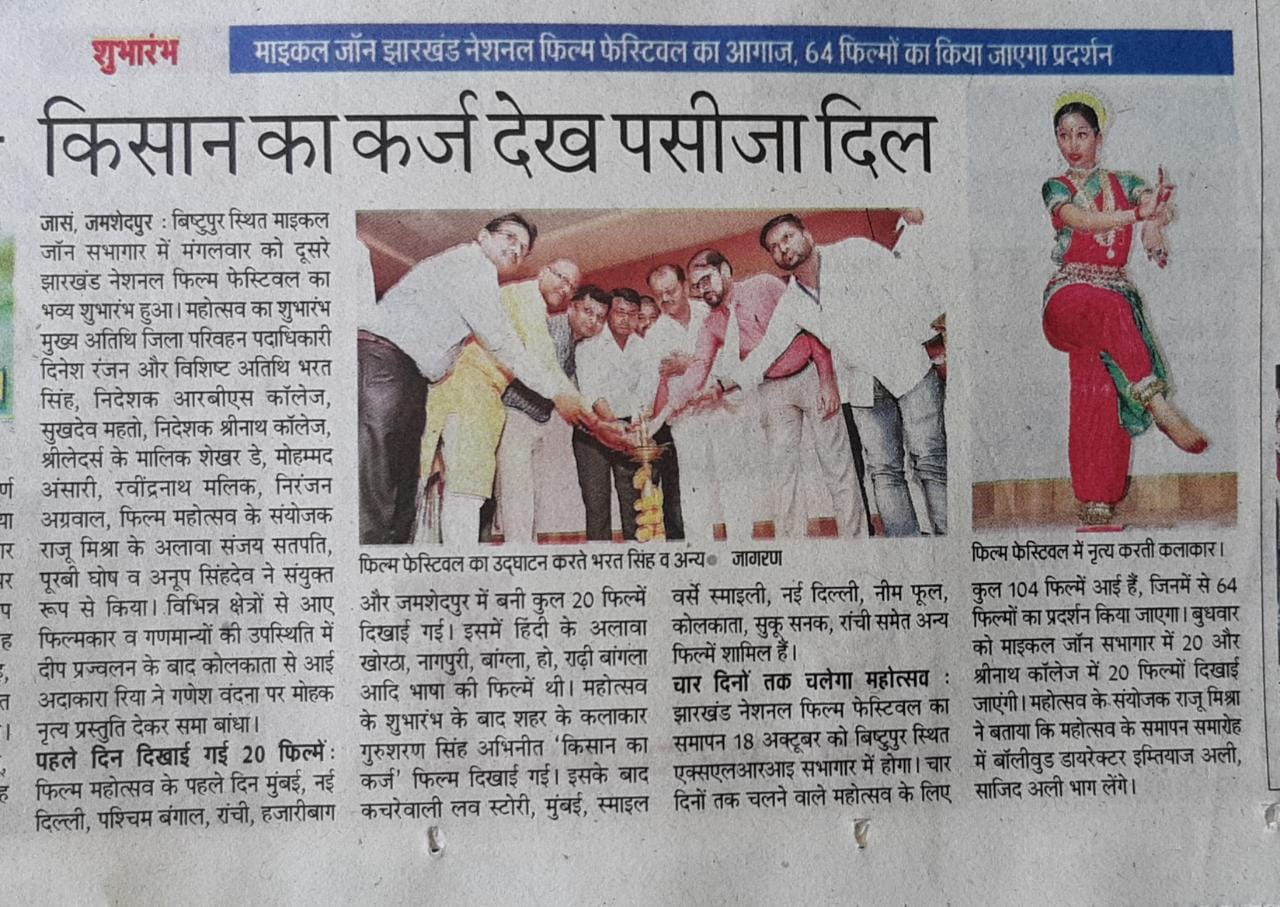 शुभारंभ
माइकल जॉन झारखंड नेशनल फिल्म फेस्टिवल का आगाज, 64 फिल्मों का किया जाएगा प्रदर्शन
किसान का कर्ज देख पसीजा दिल
जासं, जमशेदपुर : बिष्टुपुर स्थित माइकल
जॉन सभागार में मंगलवार को दूसरे
झारखंड नेशनल फिल्म फेस्टिवल का
भव्य शुभारंभ हुआ। महोत्सव का शुभारंभ
मुख्य अतिथि जिला परिवहन पदाधिकारी
दिनेश रंजन और विशिष्ट अतिथि भरत
सिंह, निदेशक आरबीएस कॉलेज,
सुखदेव महतो, निदेशक श्रीनाथ कॉलेज,
श्रीलेदर्स के मालिक शेखर डे, मोहम्मद
अंसारी, रवींद्रनाथ मलिक, निरंजन
अग्रवाल, फिल्म महोत्सव के संयोजक
राजू मिश्रा के अलावा संजय सतपति,
पूरबी घोष व अनूप सिंहदेव ने संयुक्त
रूप से किया। विभिन्न क्षेत्रों से आए
फिल्मकार व गणमान्यों की उपस्थिति में
दीप प्रज्वलन के बाद कोलकाता से आई
अदाकारा रिया ने गणेश वंदना पर मोहक
नृत्य प्रस्तुति देकर समा बांधा।
पहले दिन दिखाई गई 20 फिल्में :
फिल्म महोत्सव के पहले दिन मुंबई, नई
दिल्ली, पश्चिम बंगाल, रांची, हजारीबाग
फिल्म फेस्टिवल का उद्घाटन करते भरत सिंह व अन्य● जागरण
और जमशेदपुर में बनी कुल 20 फिल्में
दिखाई गई। इसमें हिंदी के अलावा
खोरठा, नागपुरी, बांग्ला, हो, राढ़ी बांगला
आदि भाषा की फिल्में थी। महोत्सव
के शुभारंभ के बाद शहर के कलाकार
गुरुशरण सिंह अभिनीत 'किसान का
कर्ज' फिल्म दिखाई गई। इसके बाद
कचरेवाली लव स्टोरी, मुंबई, स्माइल
वर्से स्माइली, नई दिल्ली, नीम फूल,
कोलकाता, सुकू सनक, रांची समेत अन्य
फिल्में शामिल हैं।
चार दिनों तक चलेगा महोत्सव :
झारखंड नेशनल फिल्म फेस्टिवल का
समापन 18 अक्टूबर को बिष्टुपुर स्थित
एक्सएलआरआइ सभागार में होगा। चार
दिनों तक चलने वाले महोत्सव के लिए
फिल्म फेस्टिवल में नृत्य करती कलाकार।
कुल 104 फिल्में आई हैं, जिनमें से 64
फिल्मों का प्रदर्शन किया जाएगा। बुधवार
को माइकल जॉन सभागार में 20 और
श्रीनाथ कॉलेज में 20 फिल्मों दिखाई
जाएंगी। महोत्सव के संयोजक राजू मिश्रा
ने बताया कि महोत्सव के समापन समारोह
में बॉलीवुड डायरेक्टर इम्तियाज अली,
साजिद अली भाग लेंगे।